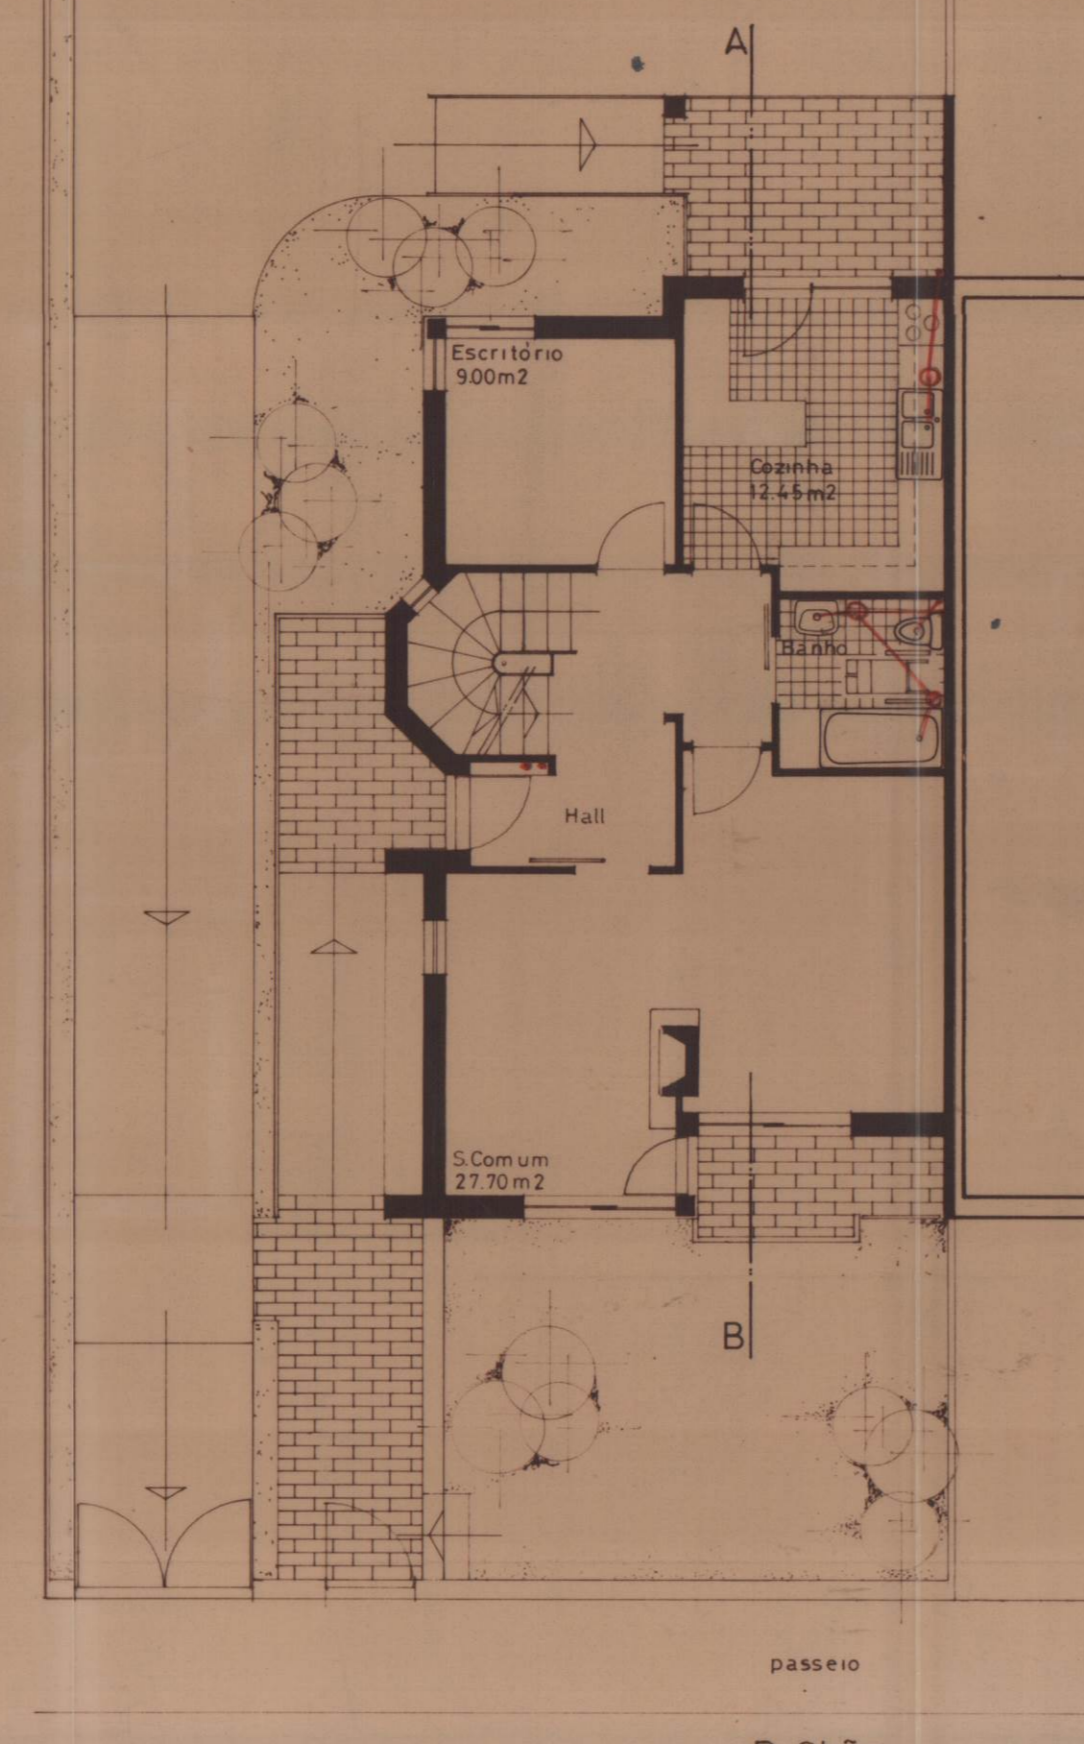 A
Escritório
9.00m2
Cozinha
12.45m2
Banho
Hall
S.Comum
27.70m2
B
passeio